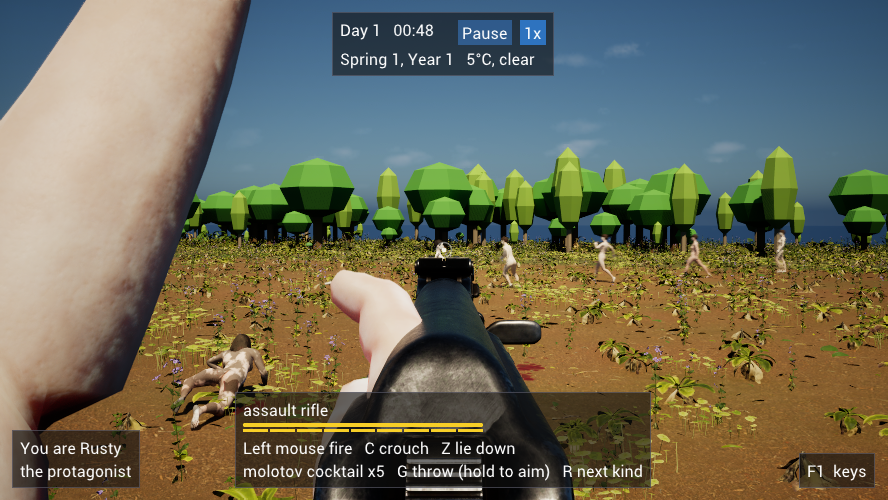 Day 1 00:48 Pause 1x
Spring 1, Year 1 5°C, clear
assault rifle
Left mouse fire C crouch Z lie down
molotov cocktail x5 G throw (hold to aim) R next kind
You are Rusty
the protagonist
F1 keys